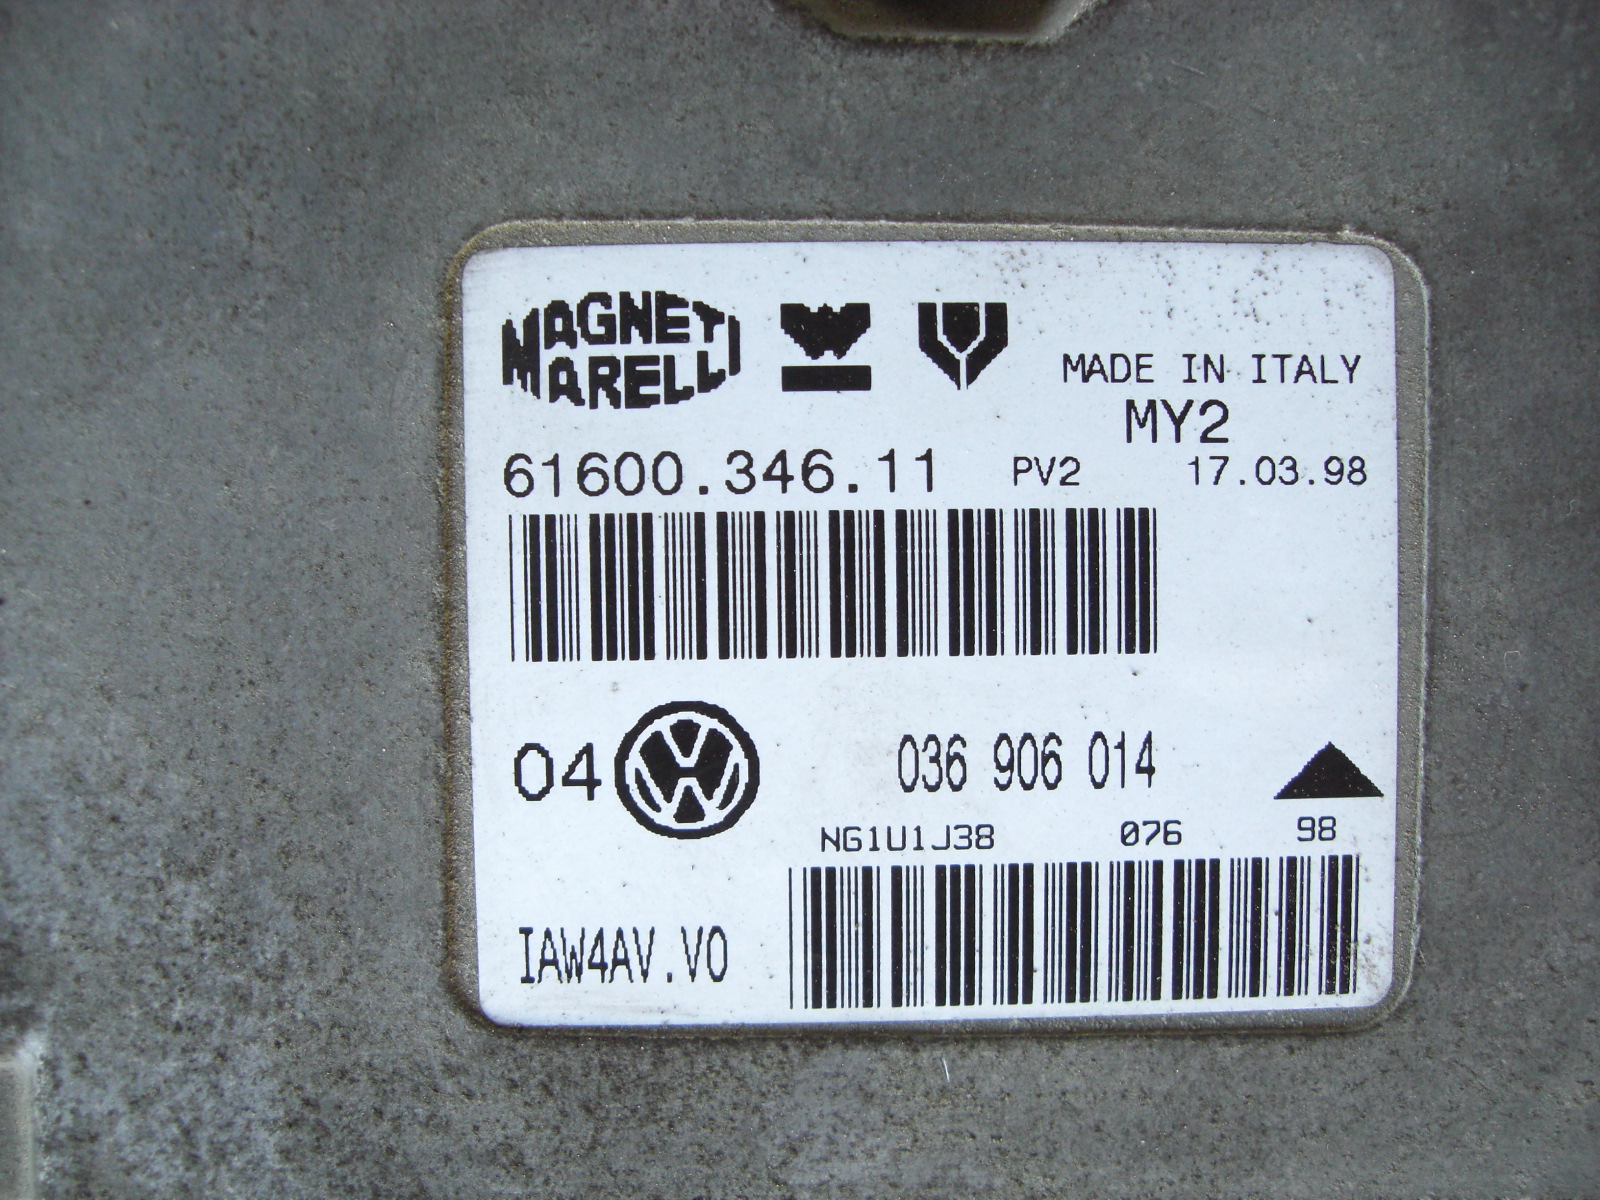 MAGNETI
MARELLI
MADE IN ITALY
MY2
61600.346.11 PV2 17.03.98
04 036 906 014
NG1U1J38 076 98
IAW4AV.V0